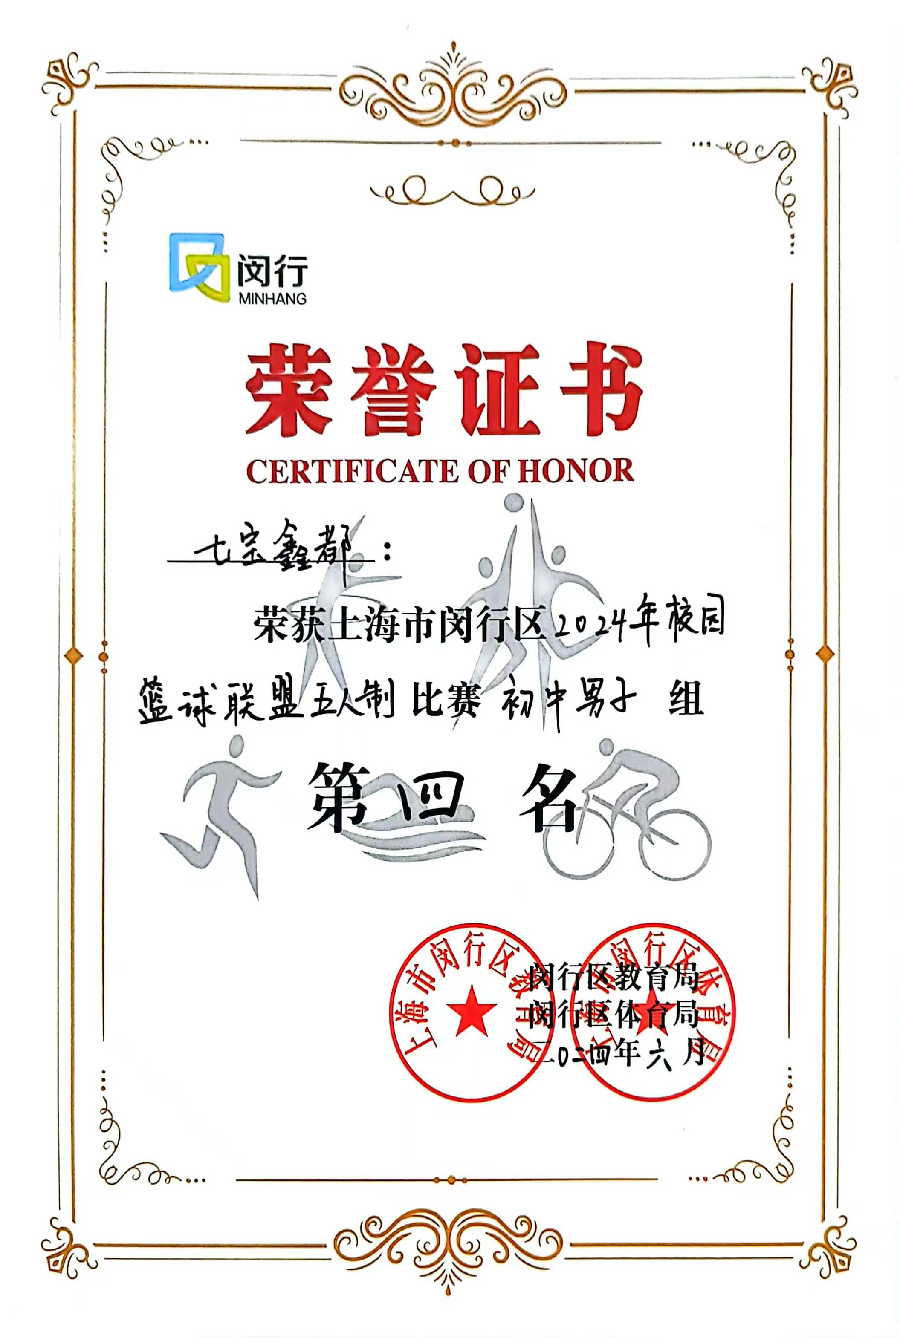 闵行
MINHANG
荣誉证书
CERTIFICATE OF HONOR
七宝鑫都：
荣获上海市闵行区2024年校园
篮球联盟五人制比赛初中男子组
第四名
上海市闵行区教育局
上海市闵行区体育局
闵行区教育局
闵行区体育局
二〇二四年六月